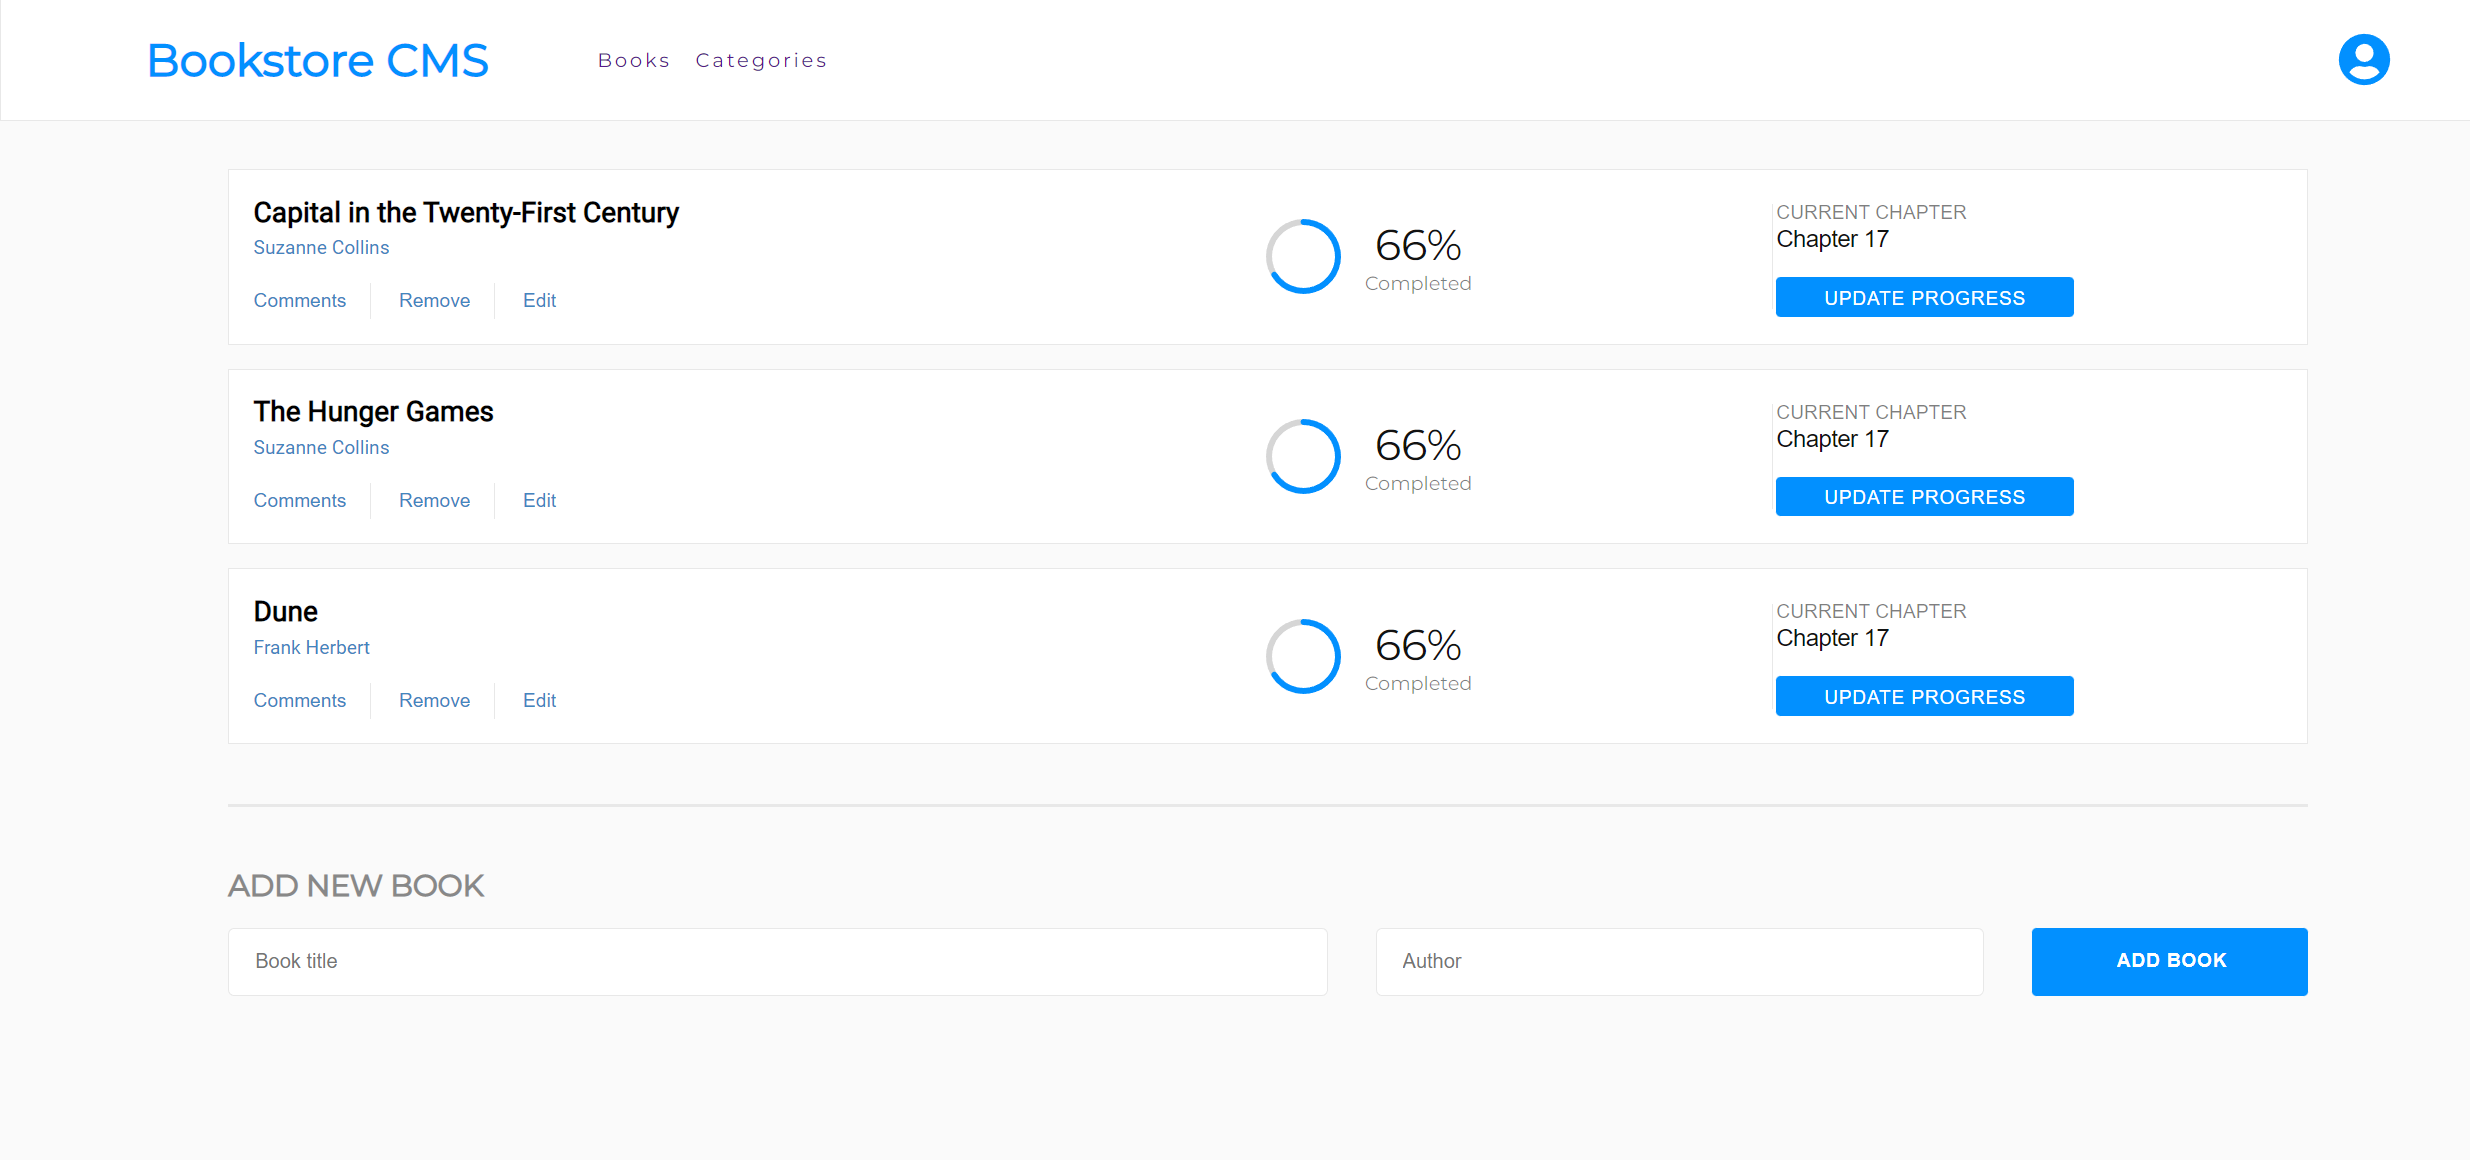 Bookstore CMS
Books Categories
Capital in the Twenty-First Century
Suzanne Collins
Comments Remove Edit
66%
Completed
CURRENT CHAPTER
Chapter 17
UPDATE PROGRESS
The Hunger Games
Suzanne Collins
Comments Remove Edit
66%
Completed
CURRENT CHAPTER
Chapter 17
UPDATE PROGRESS
Dune
Frank Herbert
Comments Remove Edit
66%
Completed
CURRENT CHAPTER
Chapter 17
UPDATE PROGRESS
ADD NEW BOOK
Book title
Author
ADD BOOK